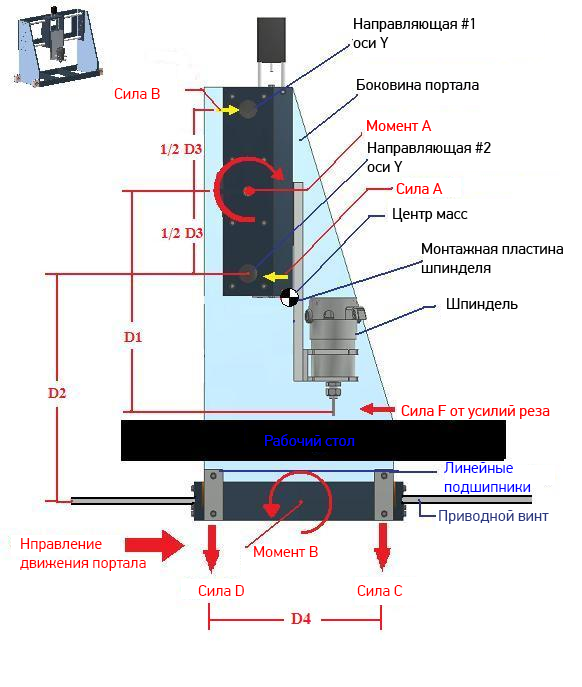 Направляющая #1
оси Y
Сила B
Боковина портала
Момент A
1/2 D3
Направляющая #2
оси Y
Сила A
Центр масс
1/2 D3
Монтажная пластина
шпинделя
Шпиндель
D1
D2
Сила F от усилий реза
Рабочий стол
Линейные
подшипники
Приводной винт
Нправление
движения портала
Момент B
Сила D
Сила C
D4